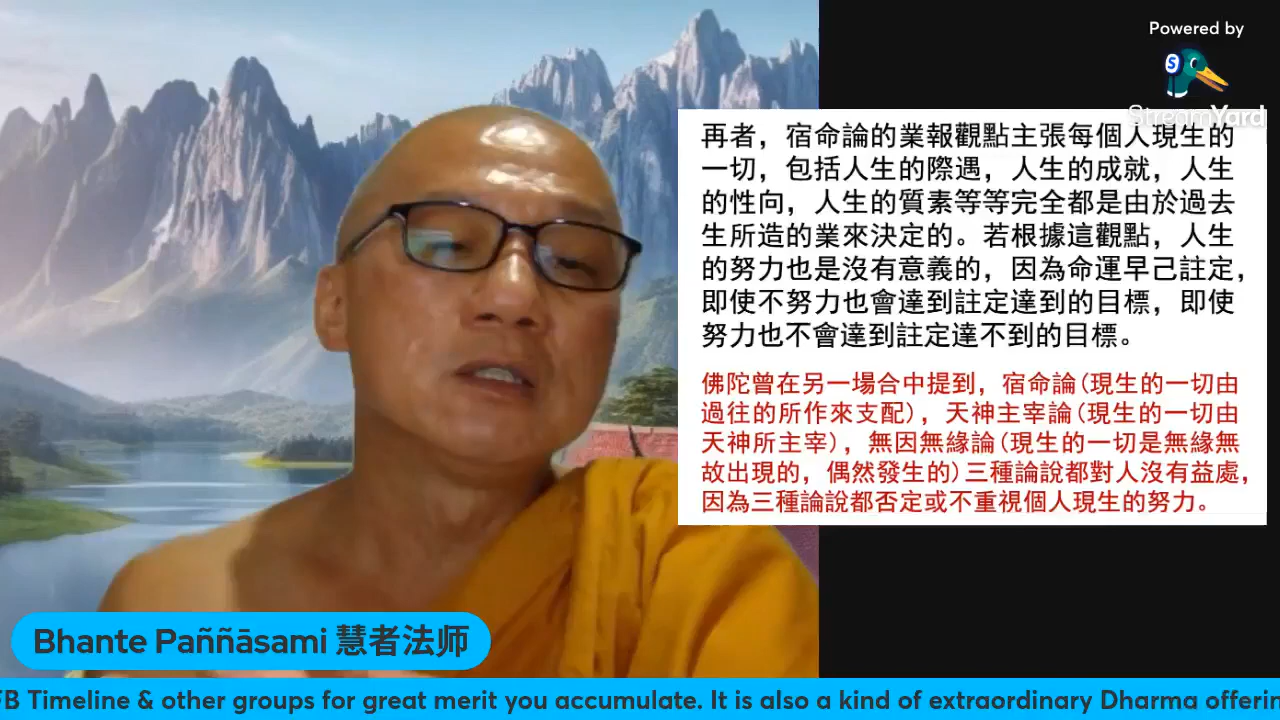 Powered by
StreamYard
再者，宿命論的業報觀點主張每個人現生的
一切，包括人生的際遇，人生的成就，人生
的性向，人生的質素等等完全都是由於過去
生所造的業來決定的。若根據這觀點，人生
的努力也是沒有意義的，因為命運早已註定，
即使不努力也會達到註定達到的目標，即使
努力也不會達到註定達不到的目標。
佛陀曾在另一場合中提到，宿命論(現生的一切由
過往的所作來支配)，天神主宰論(現生的一切由
天神所主宰)，無因無緣論(現生的一切是無緣無
故出現的，偶然發生的)三種論說都對人沒有益處，
因為三種論說都否定或不重視個人現生的努力。
Bhante Paññāsami 慧者法师
FB Timeline & other groups for great merit you accumulate. It is also a kind of extraordinary Dharma offerin